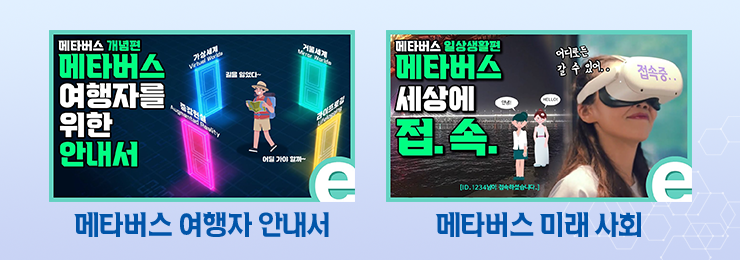 메타버스 개념편
메타버스
여행자를
위한
안내서
가상세계
Virtual Worlds
거울세계
Mirror Worlds
길을 잃었다~
증강현실
Augmented Reality
라이프로깅
어딜 가야 할까~
e
메타버스 여행자 안내서
메타버스 일상생활편
메타버스
세상에
접. 속.
어디로든
갈 수 있어..
접속중..
안녕!
HELLO!
[ID.1234님이 접속하셨습니다.]
e
메타버스 미래 사회